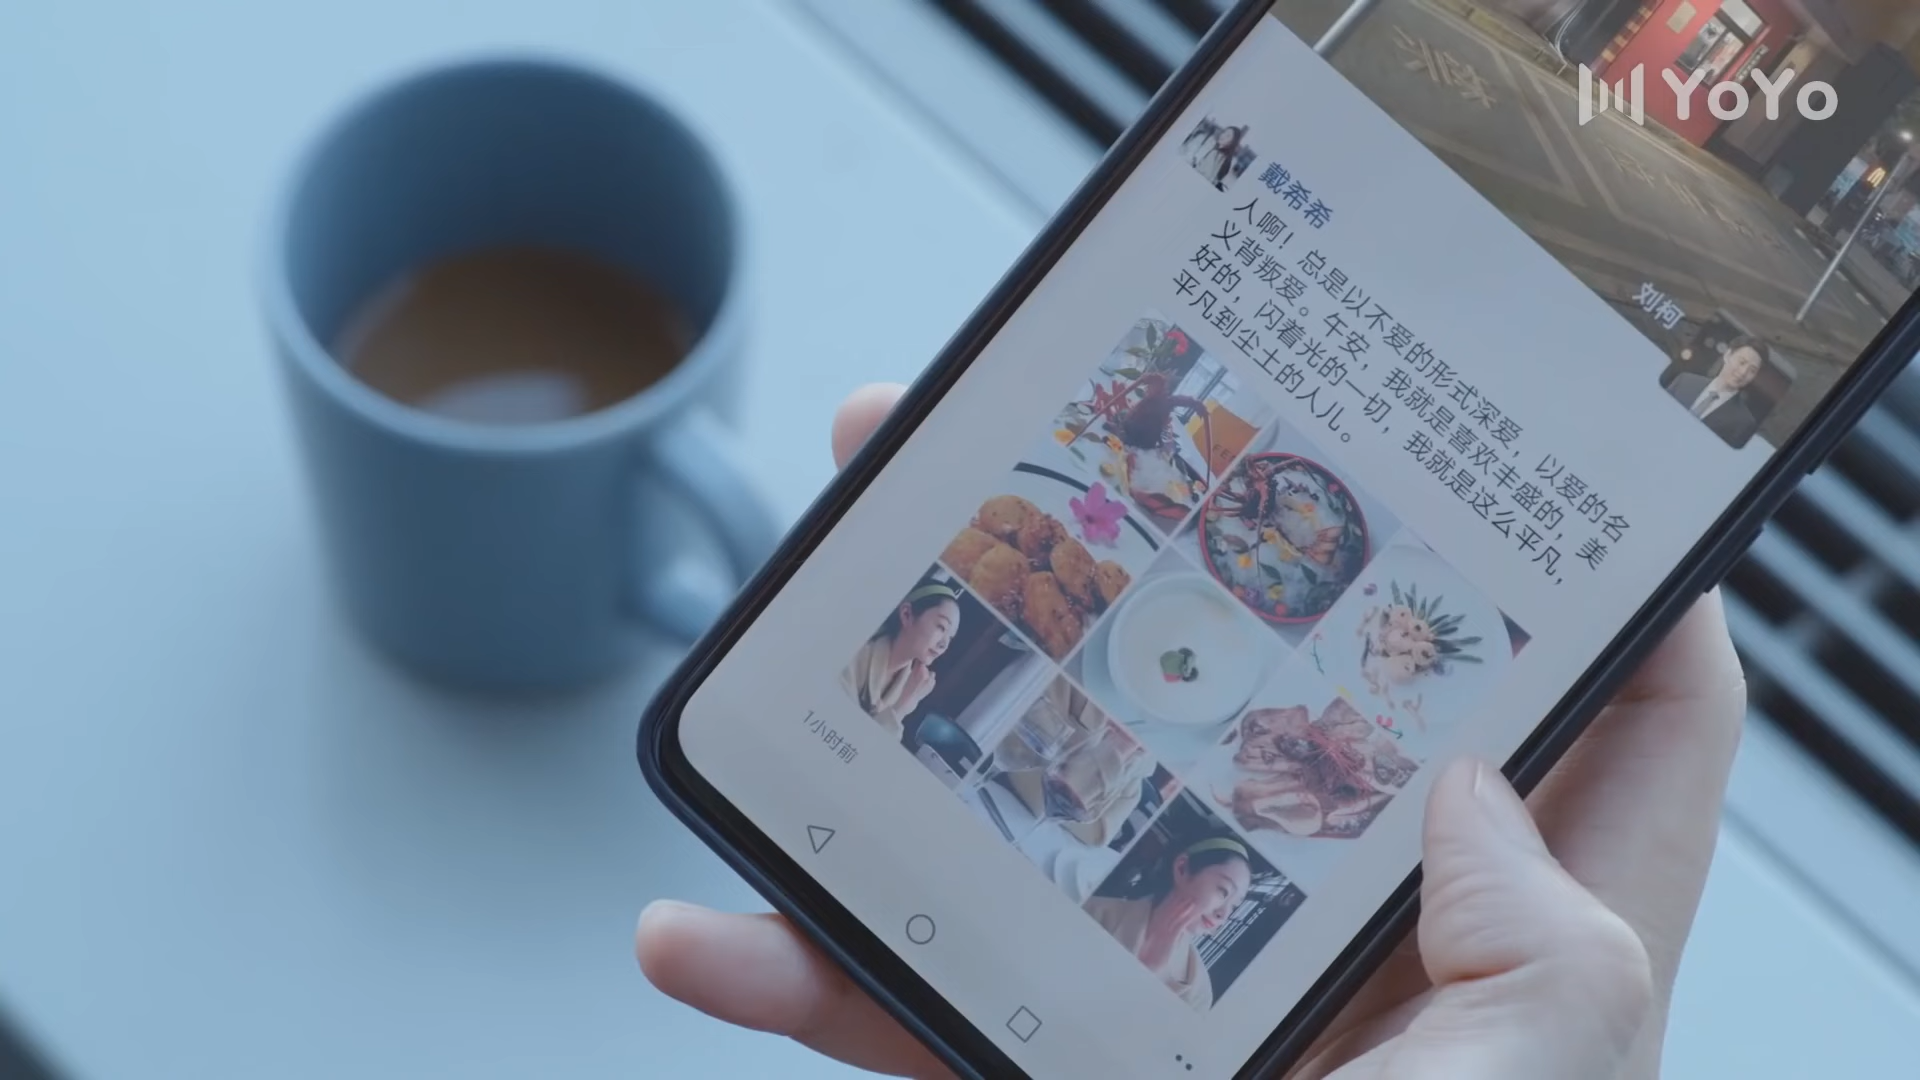 YoYo
刘柯
戴希希
人啊！总是以不爱的形式深爱，以爱的名
义背叛爱。午安，我就是喜欢丰盛的，美
好的，闪着光的一切，我就是这么平凡，
平凡到尘土的人儿。
1小时前